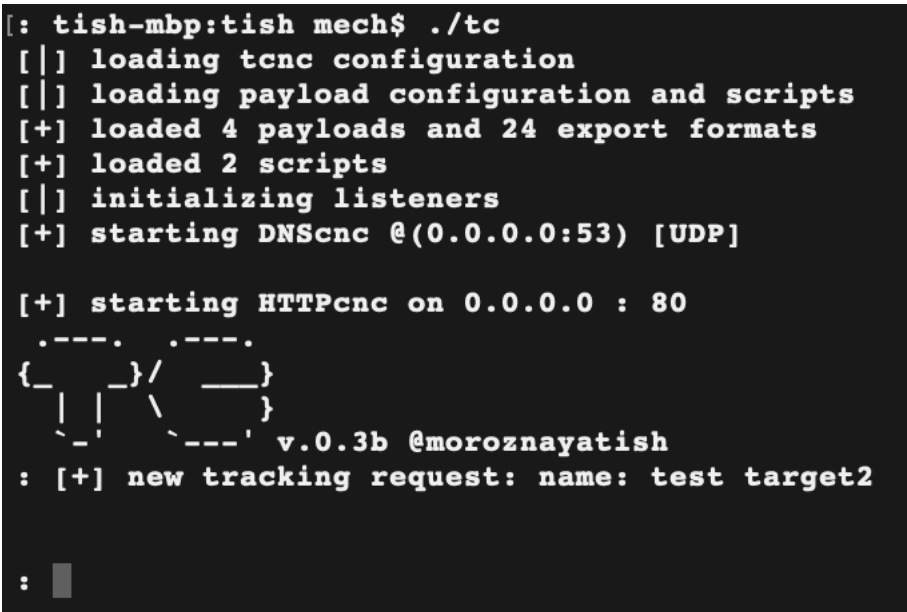 [: tish-mbp:tish mech$ ./tc
[|] loading tcnc configuration
[|] loading payload configuration and scripts
[+] loaded 4 payloads and 24 export formats
[+] loaded 2 scripts
[|] initializing listeners
[+] starting DNScnc @(0.0.0.0:53) [UDP]
[+] starting HTTPcnc on 0.0.0.0 : 80
 .---.  .---.
{_   _}/  ___}
  | |  \     }
  `-'   `---' v.0.3b @moroznayatish
: [+] new tracking request: name: test target2
: